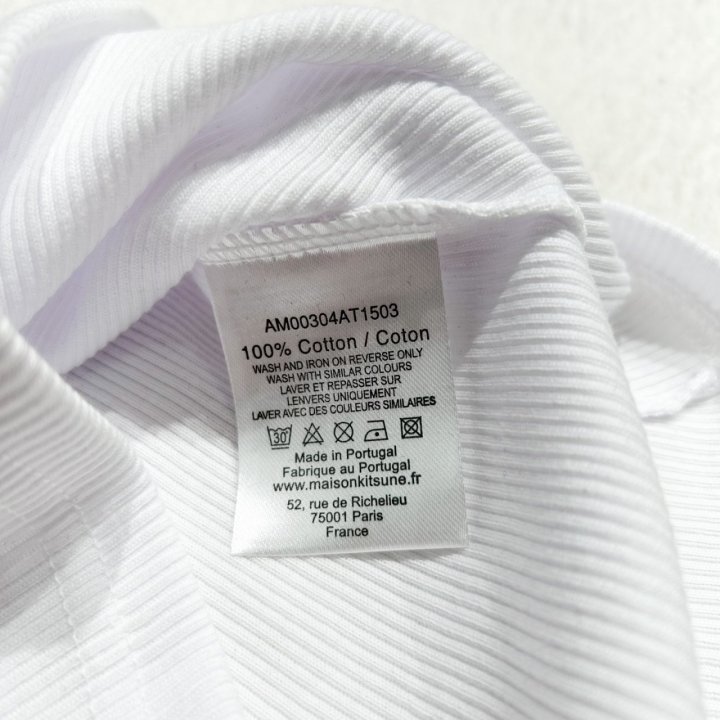 AM00304AT1503
100% Cotton / Coton
WASH AND IRON ON REVERSE ONLY
WASH WITH SIMILAR COLOURS
LAVER ET REPASSER SUR
LENVERS UNIQUEMENT
LAVER AVEC DES COULEURS SIMILAIRES
30
Made in Portugal
Fabrique au Portugal
www.maisonkitsune.fr
52, rue de Richelieu
75001 Paris
France